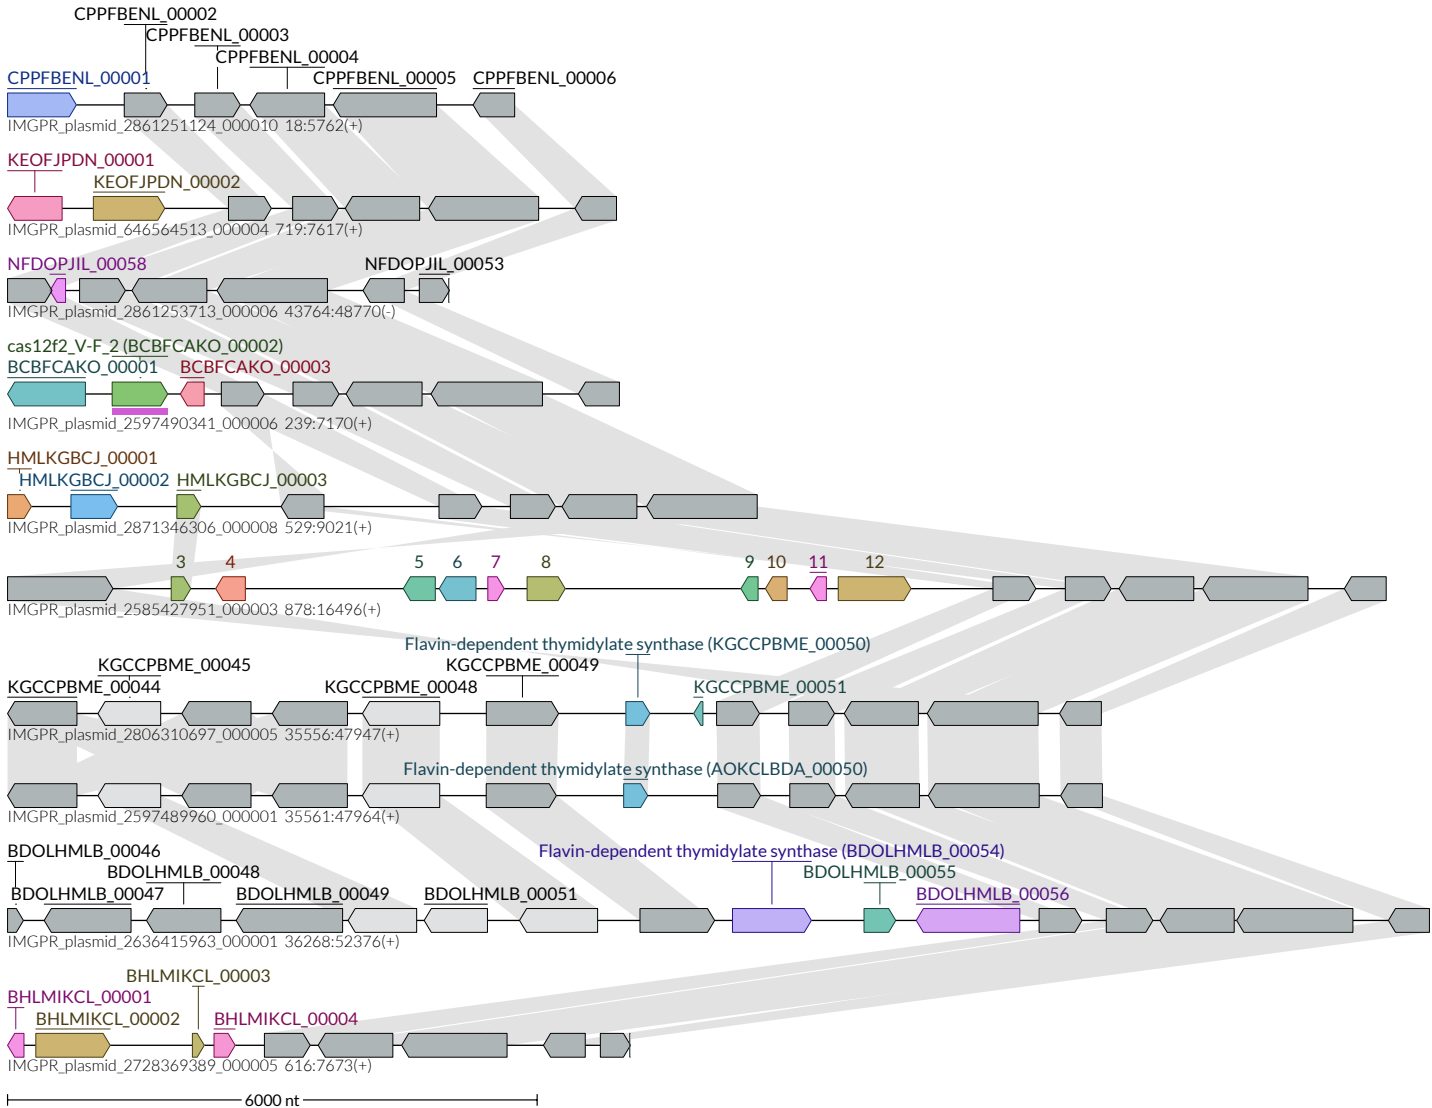 CPPFBENL_00002
CPPFBENL_00003
CPPFBENL_00004
CPPFBENL_00001 CPPFBENL_00005 CPPFBENL_00006
IMGPR_plasmid_2861251124_000010 18:5762(+)
KEOFJPDN_00001
KEOFJPDN_00002
IMGPR_plasmid_646564513_000004 719:7617(+)
NFDOPJIL_00058 NFDOPJIL_00053
IMGPR_plasmid_2861253713_000006 43764:48770(-)
cas12f2_V-F_2 (BCBFCAKO_00002)
BCBFCAKO_00001 BCBFCAKO_00003
IMGPR_plasmid_2597490341_000006 239:7170(+)
HMLKGBCJ_00001
HMLKGBCJ_00002 HMLKGBCJ_00003
IMGPR_plasmid_2871346306_000008 529:9021(+)
3 4 5 6 7 8 9 10 11 12
IMGPR_plasmid_2585427951_000003 878:16496(+)
Flavin-dependent thymidylate synthase (KGCCPBME_00050)
KGCCPBME_00045 KGCCPBME_00049
KGCCPBME_00044 KGCCPBME_00048 KGCCPBME_00051
IMGPR_plasmid_2806310697_000005 35556:47947(+)
Flavin-dependent thymidylate synthase (AOKCLBDA_00050)
IMGPR_plasmid_2597489960_000001 35561:47964(+)
BDOLHMLB_00046 Flavin-dependent thymidylate synthase (BDOLHMLB_00054)
BDOLHMLB_00048 BDOLHMLB_00055
BDOLHMLB_00047 BDOLHMLB_00049 BDOLHMLB_00051 BDOLHMLB_00056
IMGPR_plasmid_2636415963_000001 36268:52376(+)
BHLMIKCL_00003
BHLMIKCL_00001
BHLMIKCL_00002 BHLMIKCL_00004
IMGPR_plasmid_2728369389_000005 616:7673(+)
6000 nt